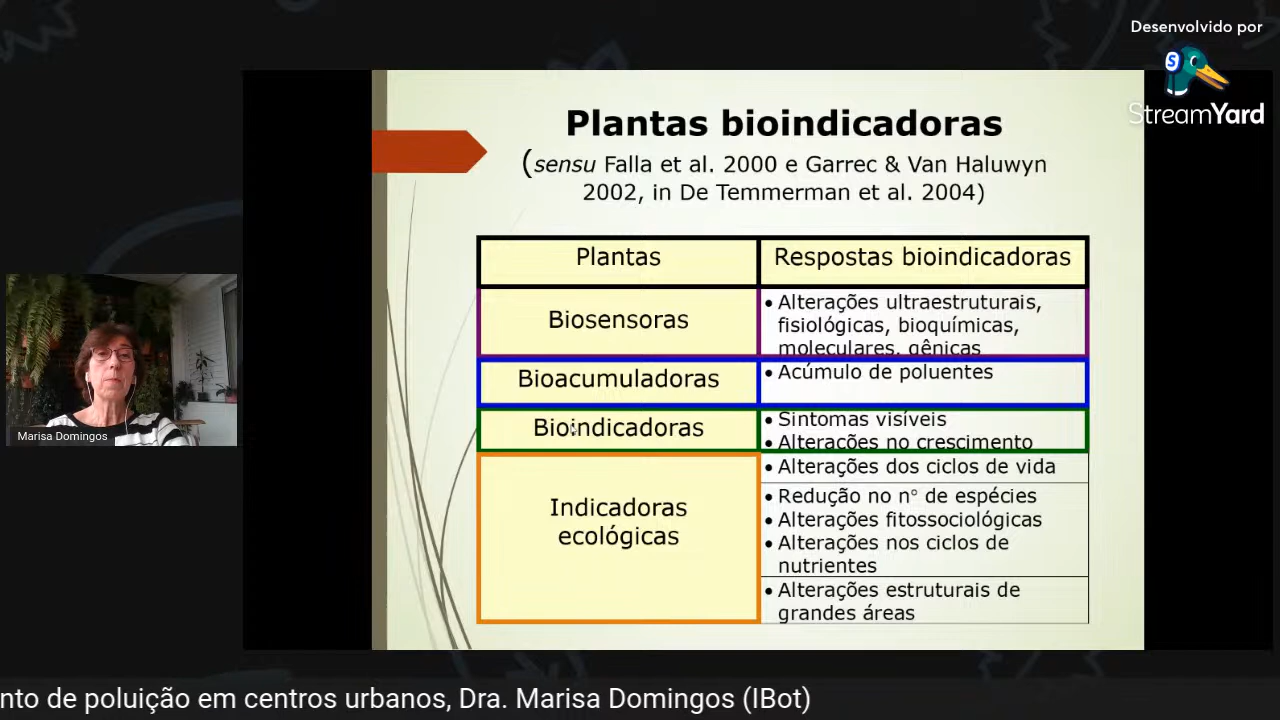 Desenvolvido por
StreamYard
Plantas bioindicadoras
(sensu Falla et al. 2000 e Garrec & Van Haluwyn
2002, in De Temmerman et al. 2004)
Plantas
Respostas bioindicadoras
Biosensoras
• Alterações ultraestruturais,
fisiológicas, bioquímicas,
moleculares, gênicas
Bioacumuladoras
• Acúmulo de poluentes
Bioindicadoras
• Sintomas visíveis
• Alterações no crescimento
Indicadoras
ecológicas
• Alterações dos ciclos de vida
• Redução no n° de espécies
• Alterações fitossociológicas
• Alterações nos ciclos de
nutrientes
• Alterações estruturais de
grandes áreas
Marisa Domingos
nto de poluição em centros urbanos, Dra. Marisa Domingos (IBot)